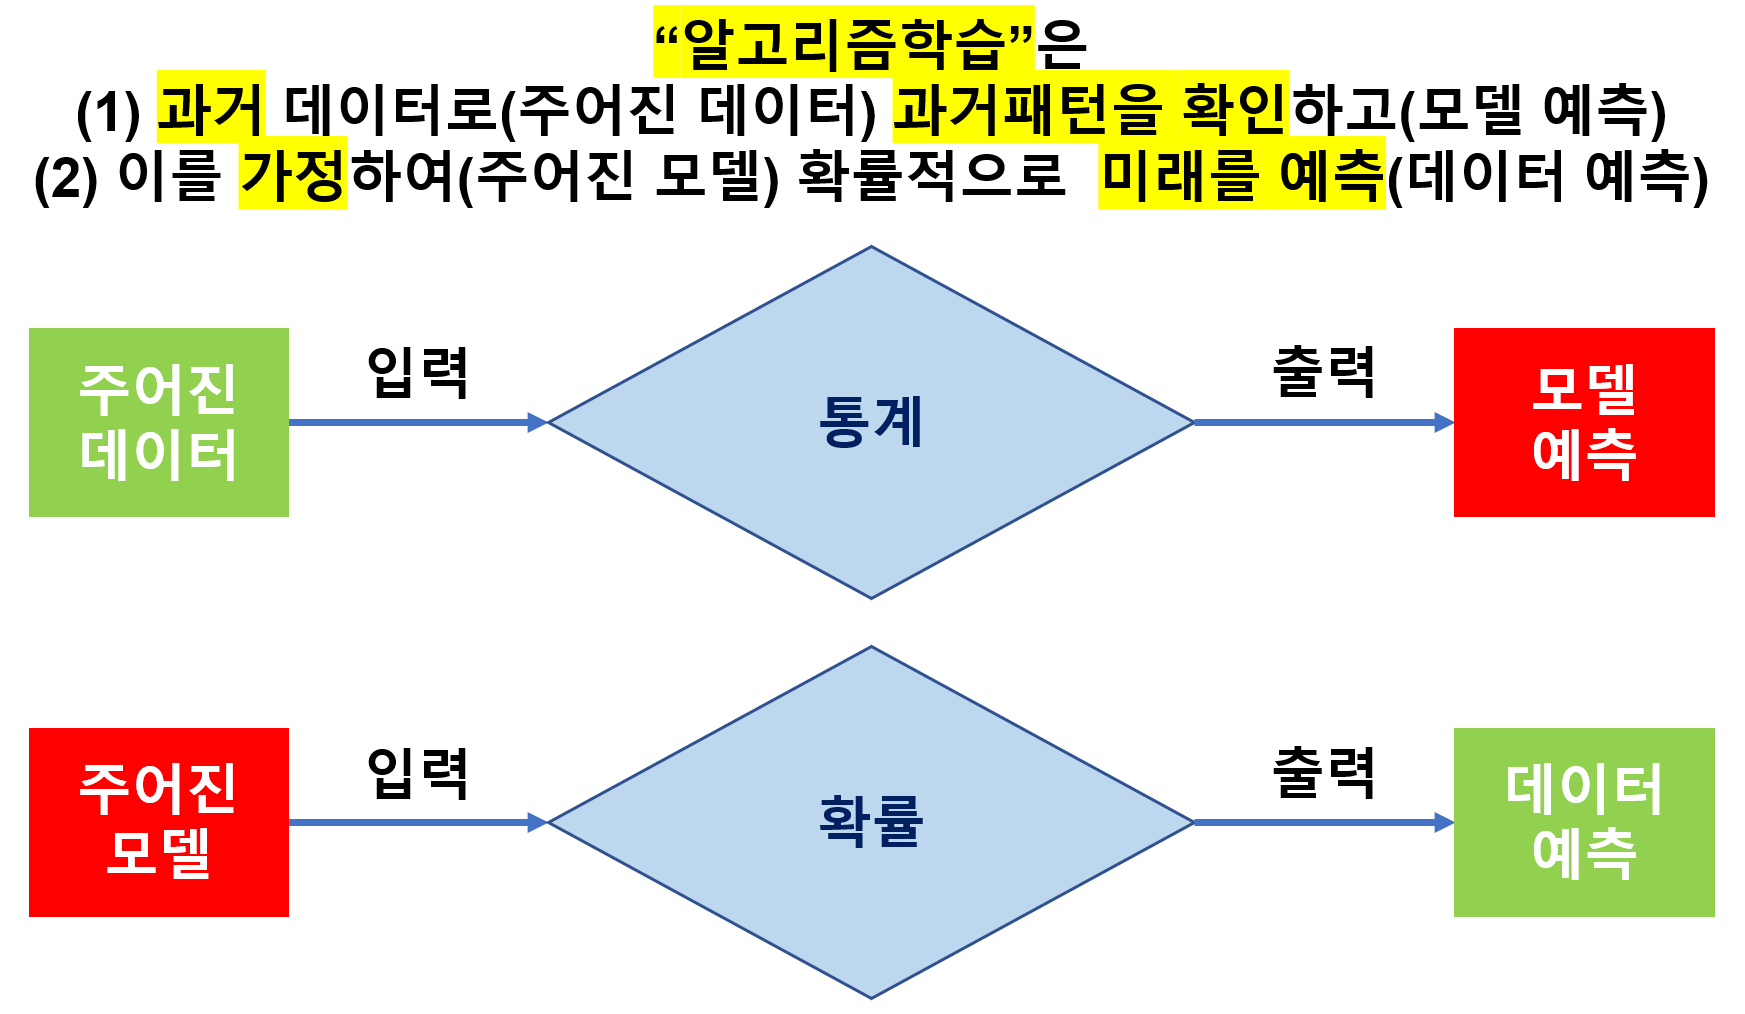 “알고리즘학습”은
(1) 과거 데이터로(주어진 데이터) 과거패턴을 확인하고(모델 예측)
(2) 이를 가정하여(주어진 모델) 확률적으로 미래를 예측(데이터 예측)
주어진
데이터
입력
통계
출력
모델
예측
주어진
모델
입력
확률
출력
데이터
예측